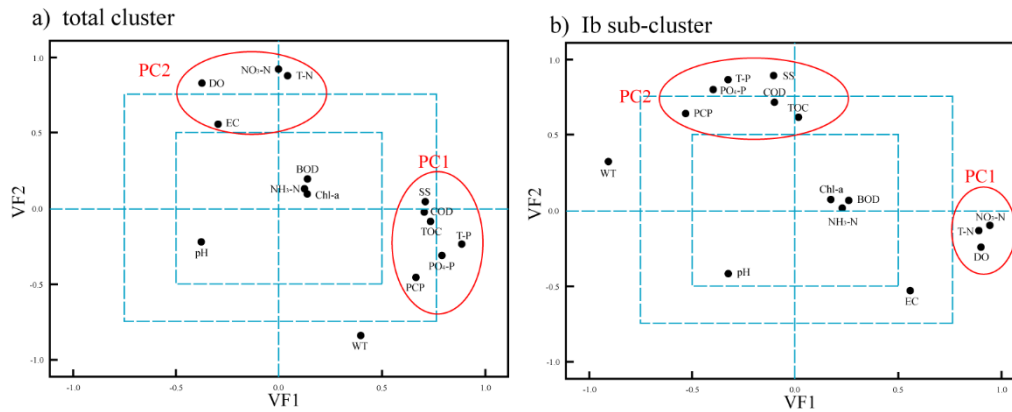 a) total cluster
PC2
NO₃-N
DO
T-N
EC
BOD
NH₃-N
Chl-a
PC1
SS
COD
TOC
T-P
PO₄-P
PCP
pH
WT
1.0
0.5
0.0
-0.5
-1.0
VF2
-1.0
-0.5
0.0
0.5
1.0
VF1
b) Ib sub-cluster
T-P
SS
PC2
PO₄-P
COD
TOC
PCP
WT
Chl-a
BOD
NH₃-N
PC1
NO₃-N
T-N
DO
pH
EC
1.0
0.5
0.0
-0.5
-1.0
VF2
-1.0
-0.5
0.0
0.5
1.0
VF1